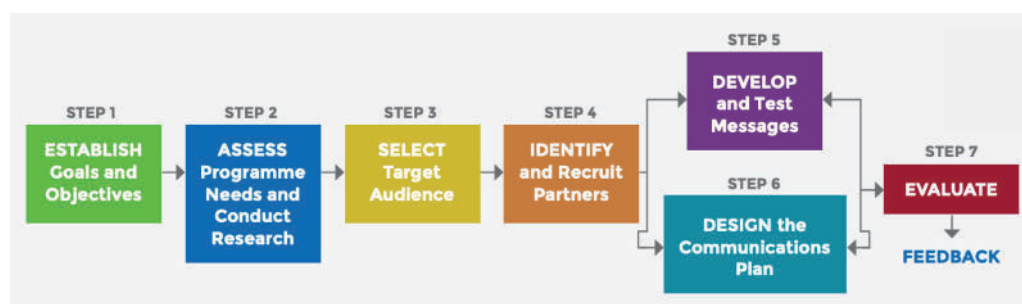 STEP 1
ESTABLISH
Goals and
Objectives
STEP 2
ASSESS
Programme
Needs and
Conduct
Research
STEP 3
SELECT
Target
Audience
STEP 4
IDENTIFY
and Recruit
Partners
STEP 5
DEVELOP
and Test
Messages
STEP 6
DESIGN the
Communications
Plan
STEP 7
EVALUATE
FEEDBACK